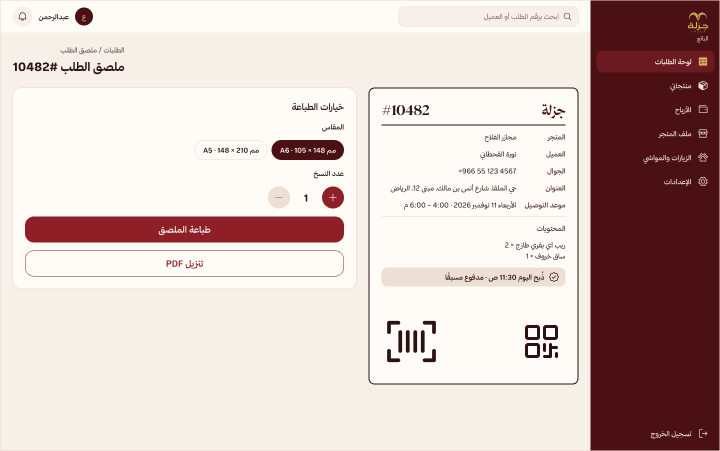 جزلة
البائع
لوحة الطلبات
منتجاتي
الأرباح
ملف المتجر
الزيارات والمواشي
الإعدادات
تسجيل الخروج
ابحث برقم الطلب أو العميل
ع عبدالرحمن
الطلبات / ملصق الطلب
ملصق الطلب #10482
جزلة #10482
المتجر مجازر الفلاح
العميل نورة القحطاني
الجوال +966 55 123 4567
العنوان حي الملقا، شارع أنس بن مالك، مبنى 12، الرياض
موعد التوصيل الأربعاء 11 نوفمبر 2026 · 4:00 – 6:00 م
المحتويات
ريب آي بقري طازج × 2
ساق خروف × 1
ذُبح اليوم 11:30 ص · مدفوع مسبقًا
خيارات الطباعة
المقاس
A6 · 105 × 148 مم
A5 · 148 × 210 مم
عدد النسخ
+ 1 −
طباعة الملصق
تنزيل PDF